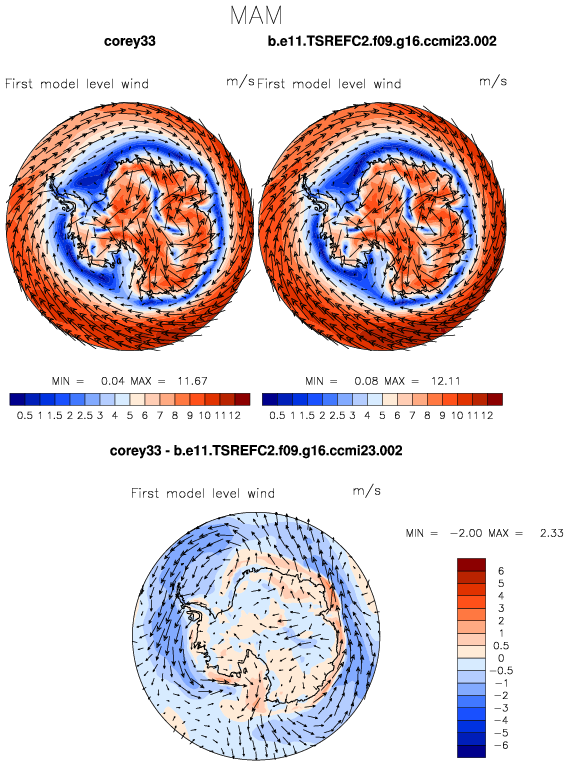 MAM
corey33 b.e11.TSREFC2.f09.g16.ccmi23.002
First model level wind m/s First model level wind m/s
MIN = 0.04 MAX = 11.67 MIN = 0.08 MAX = 12.11
0.5 1 1.5 2 2.5 3 4 5 6 7 8 9 10 11 12 0.5 1 1.5 2 2.5 3 4 5 6 7 8 9 10 11 12
corey33 - b.e11.TSREFC2.f09.g16.ccmi23.002
First model level wind m/s
MIN = -2.00 MAX = 2.33
6
5
4
3
2
1
0.5
0
-0.5
-1
-2
-3
-4
-5
-6